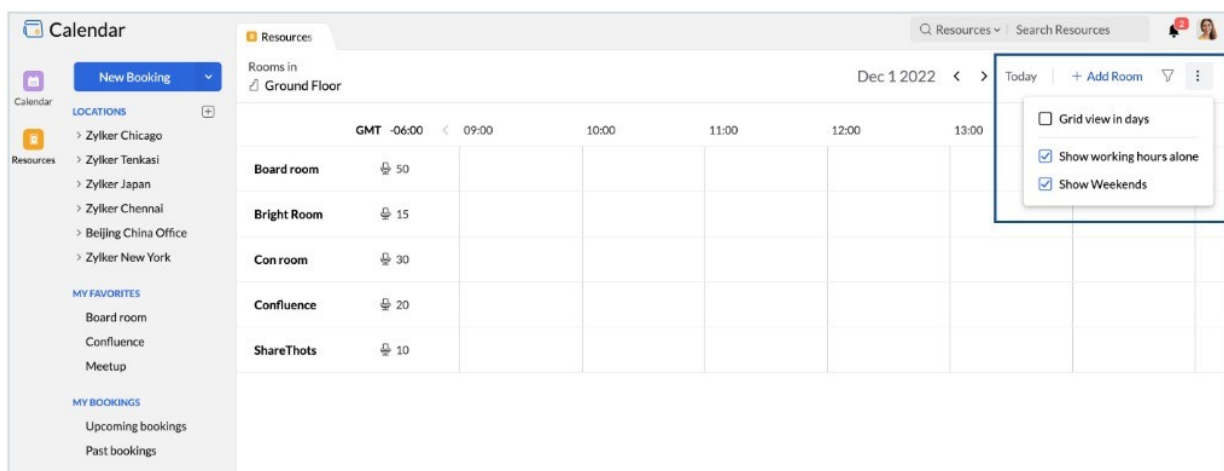 Calendar
Resources
Resources
Search Resources
2
Calendar
Resources
New Booking
LOCATIONS
Zylker Chicago
Zylker Tenkasi
Zylker Japan
Zylker Chennai
Beijing China Office
Zylker New York
MY FAVORITES
Board room
Confluence
Meetup
MY BOOKINGS
Upcoming bookings
Past bookings
Rooms in
Ground Floor
Dec 1 2022
Today
+ Add Room
Grid view in days
Show working hours alone
Show Weekends
GMT -06:00 09:00 10:00 11:00 12:00 13:00
Board room 50
Bright Room 15
Con room 30
Confluence 20
ShareThots 10